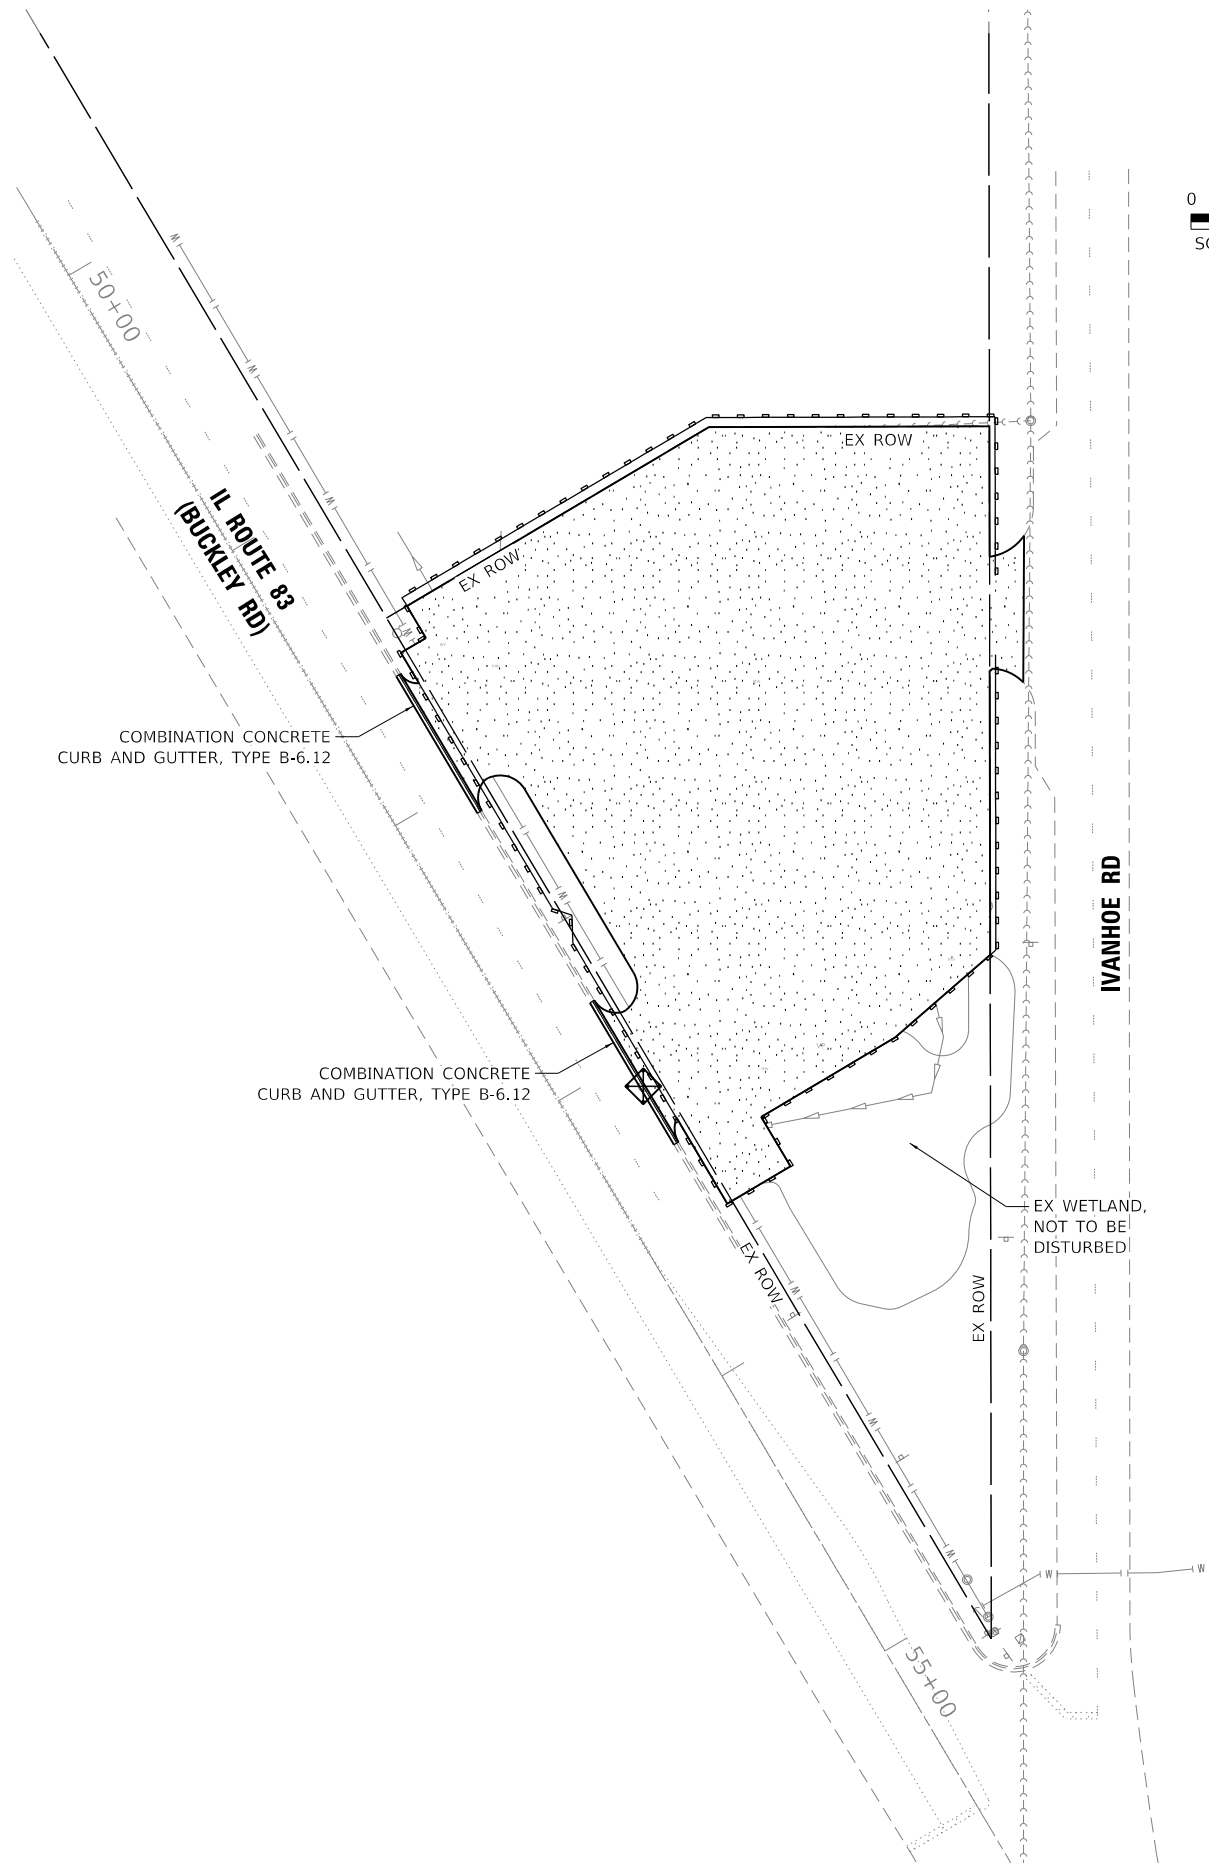 0
50+00
EX ROW
IL ROUTE 83
(BUCKLEY RD)
EX ROW
COMBINATION CONCRETE
CURB AND GUTTER, TYPE B-6.12
IVANHOE RD
COMBINATION CONCRETE
CURB AND GUTTER, TYPE B-6.12
EX WETLAND,
NOT TO BE
DISTURBED
EX ROW
EX ROW
W
W
W
W
W
W
W
W
W
W
55+00